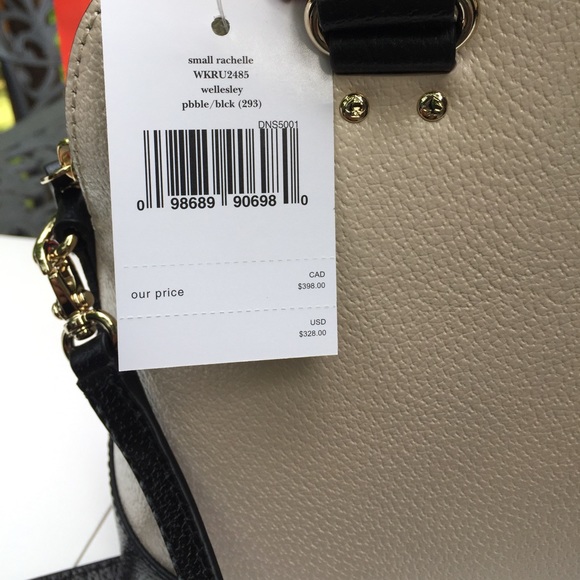 small rachelle
WKRU2485
wellesley
pbble/blck (293)
DNS5001
0 98689 90698 0
CAD
our price $398.00
USD
$328.00